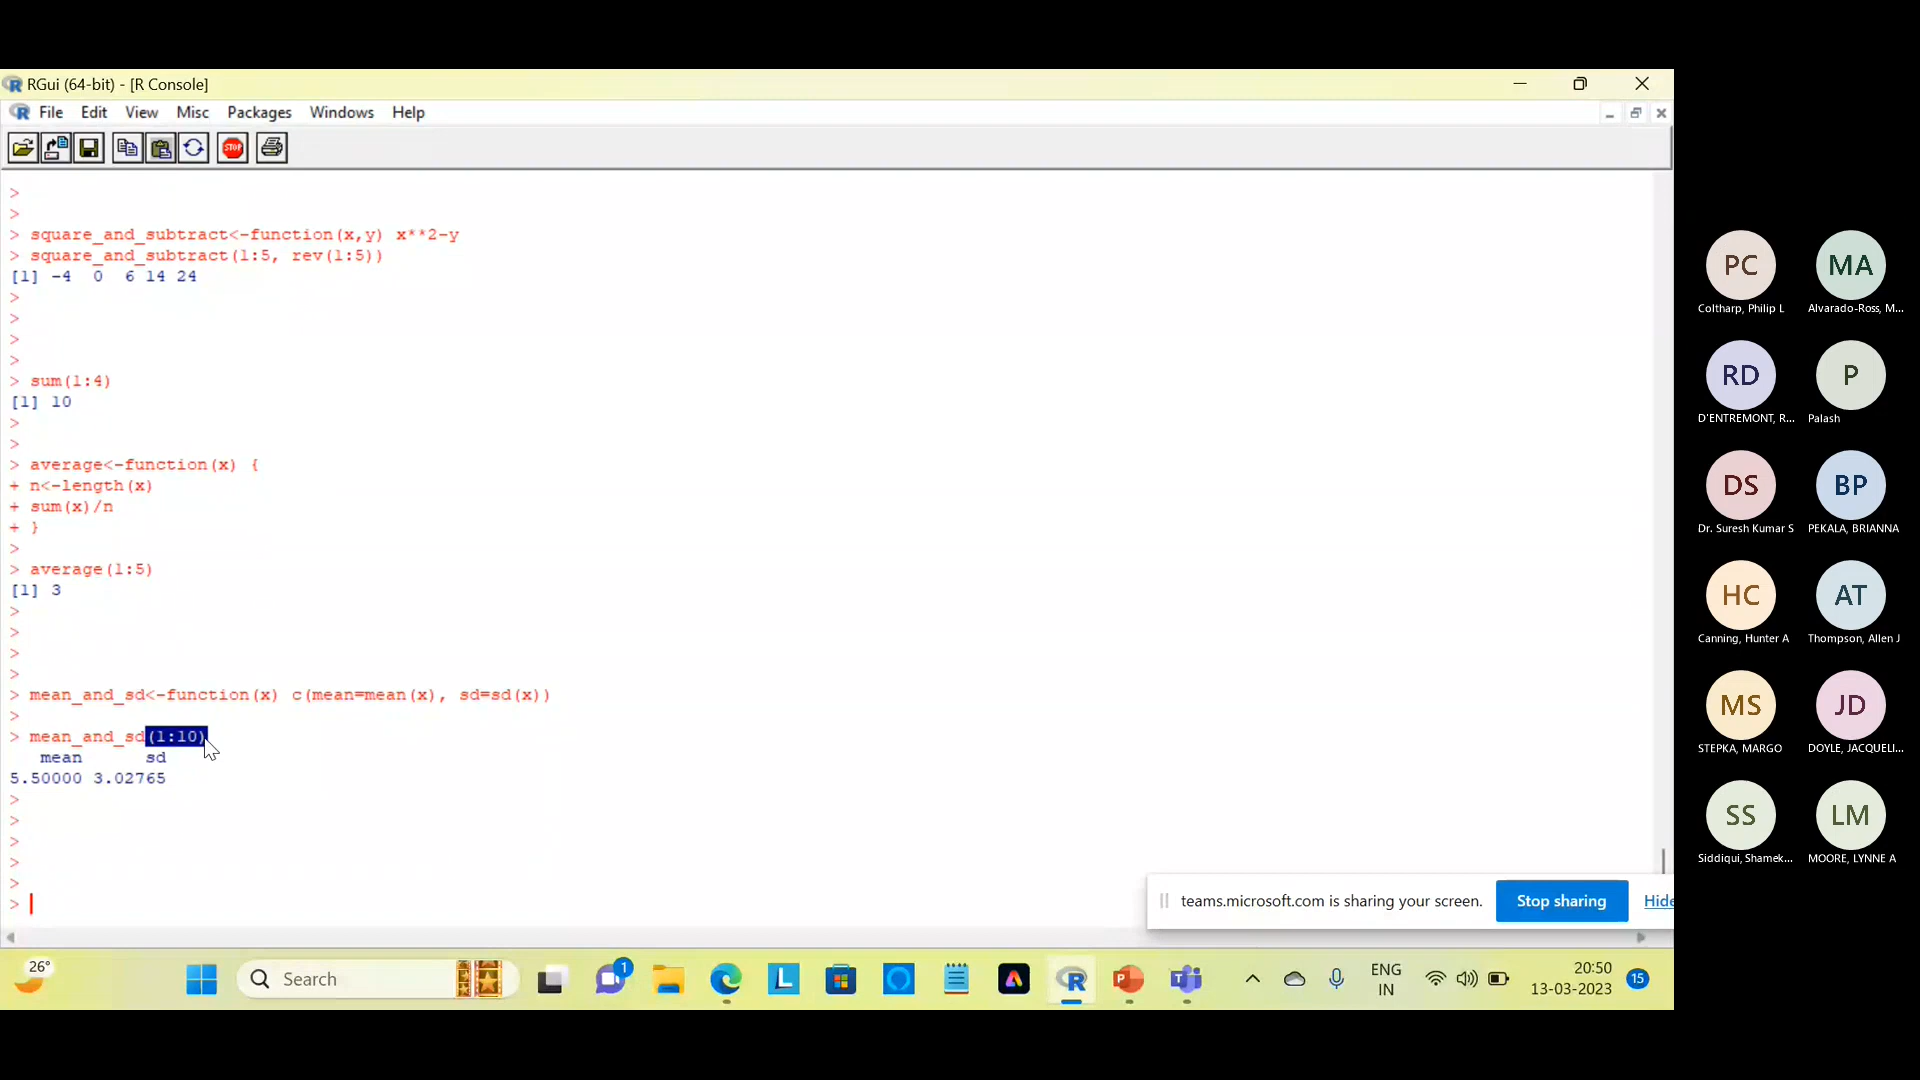 RGui (64-bit) - [R Console]
File Edit View Misc Packages Windows Help
STOP
>
>
> square_and_subtract<-function(x,y) x**2-y
> square_and_subtract(1:5, rev(1:5))
[1] -4  0  6 14 24
>
>
>
>
> sum(1:4)
[1] 10
>
>
> average<-function(x) {
+ n<-length(x)
+ sum(x)/n
+ }
>
> average(1:5)
[1] 3
>
>
>
>
> mean_and_sd<-function(x) c(mean=mean(x), sd=sd(x))
>
> mean_and_sd(1:10)
mean sd
5.50000 3.02765
>
>
>
>
>
>
teams.microsoft.com is sharing your screen. Stop sharing Hide
26° Search 1 L ENG IN 20:50 13-03-2023 15
PC MA
Coltharp, Philip L Alvarado-Ross, M...
RD P
D'ENTREMONT, R... Palash
DS BP
Dr. Suresh Kumar S PEKALA, BRIANNA
HC AT
Canning, Hunter A Thompson, Allen J
MS JD
STEPKA, MARGO DOYLE, JACQUELI...
SS LM
Siddiqui, Shamek... MOORE, LYNNE A